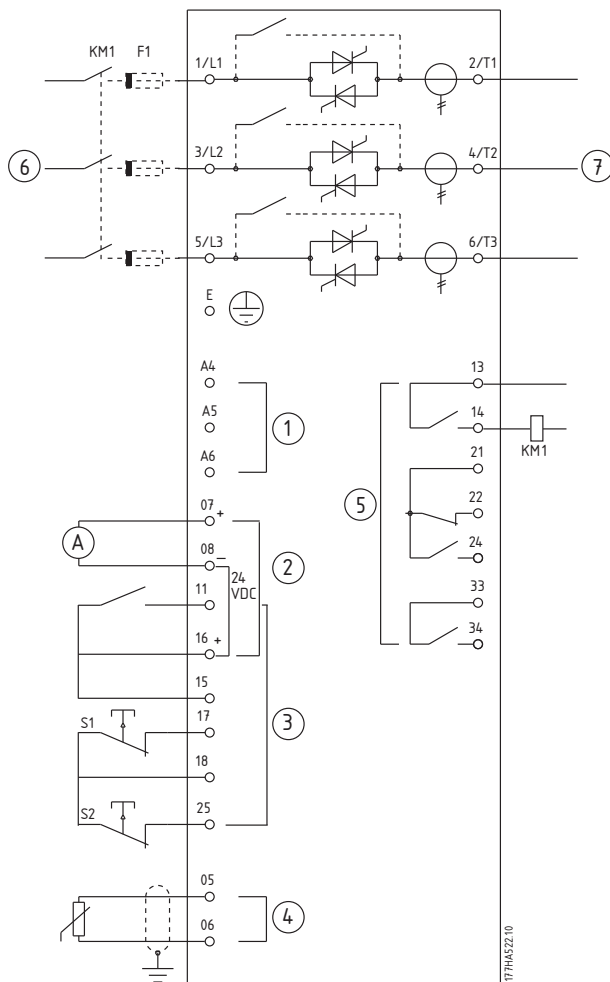 KM1 F1 1/L1 2/T1
6 3/L2 4/T2 7
5/L3 6/T3
E
A4 13
A5 1 14
KM1
A6 21
5 22
07 +
A 2 24
08 −
24
VDC
11 33
16 + 34
15
S1 17 3
18
S2 25
05
4
06
177HA522.10